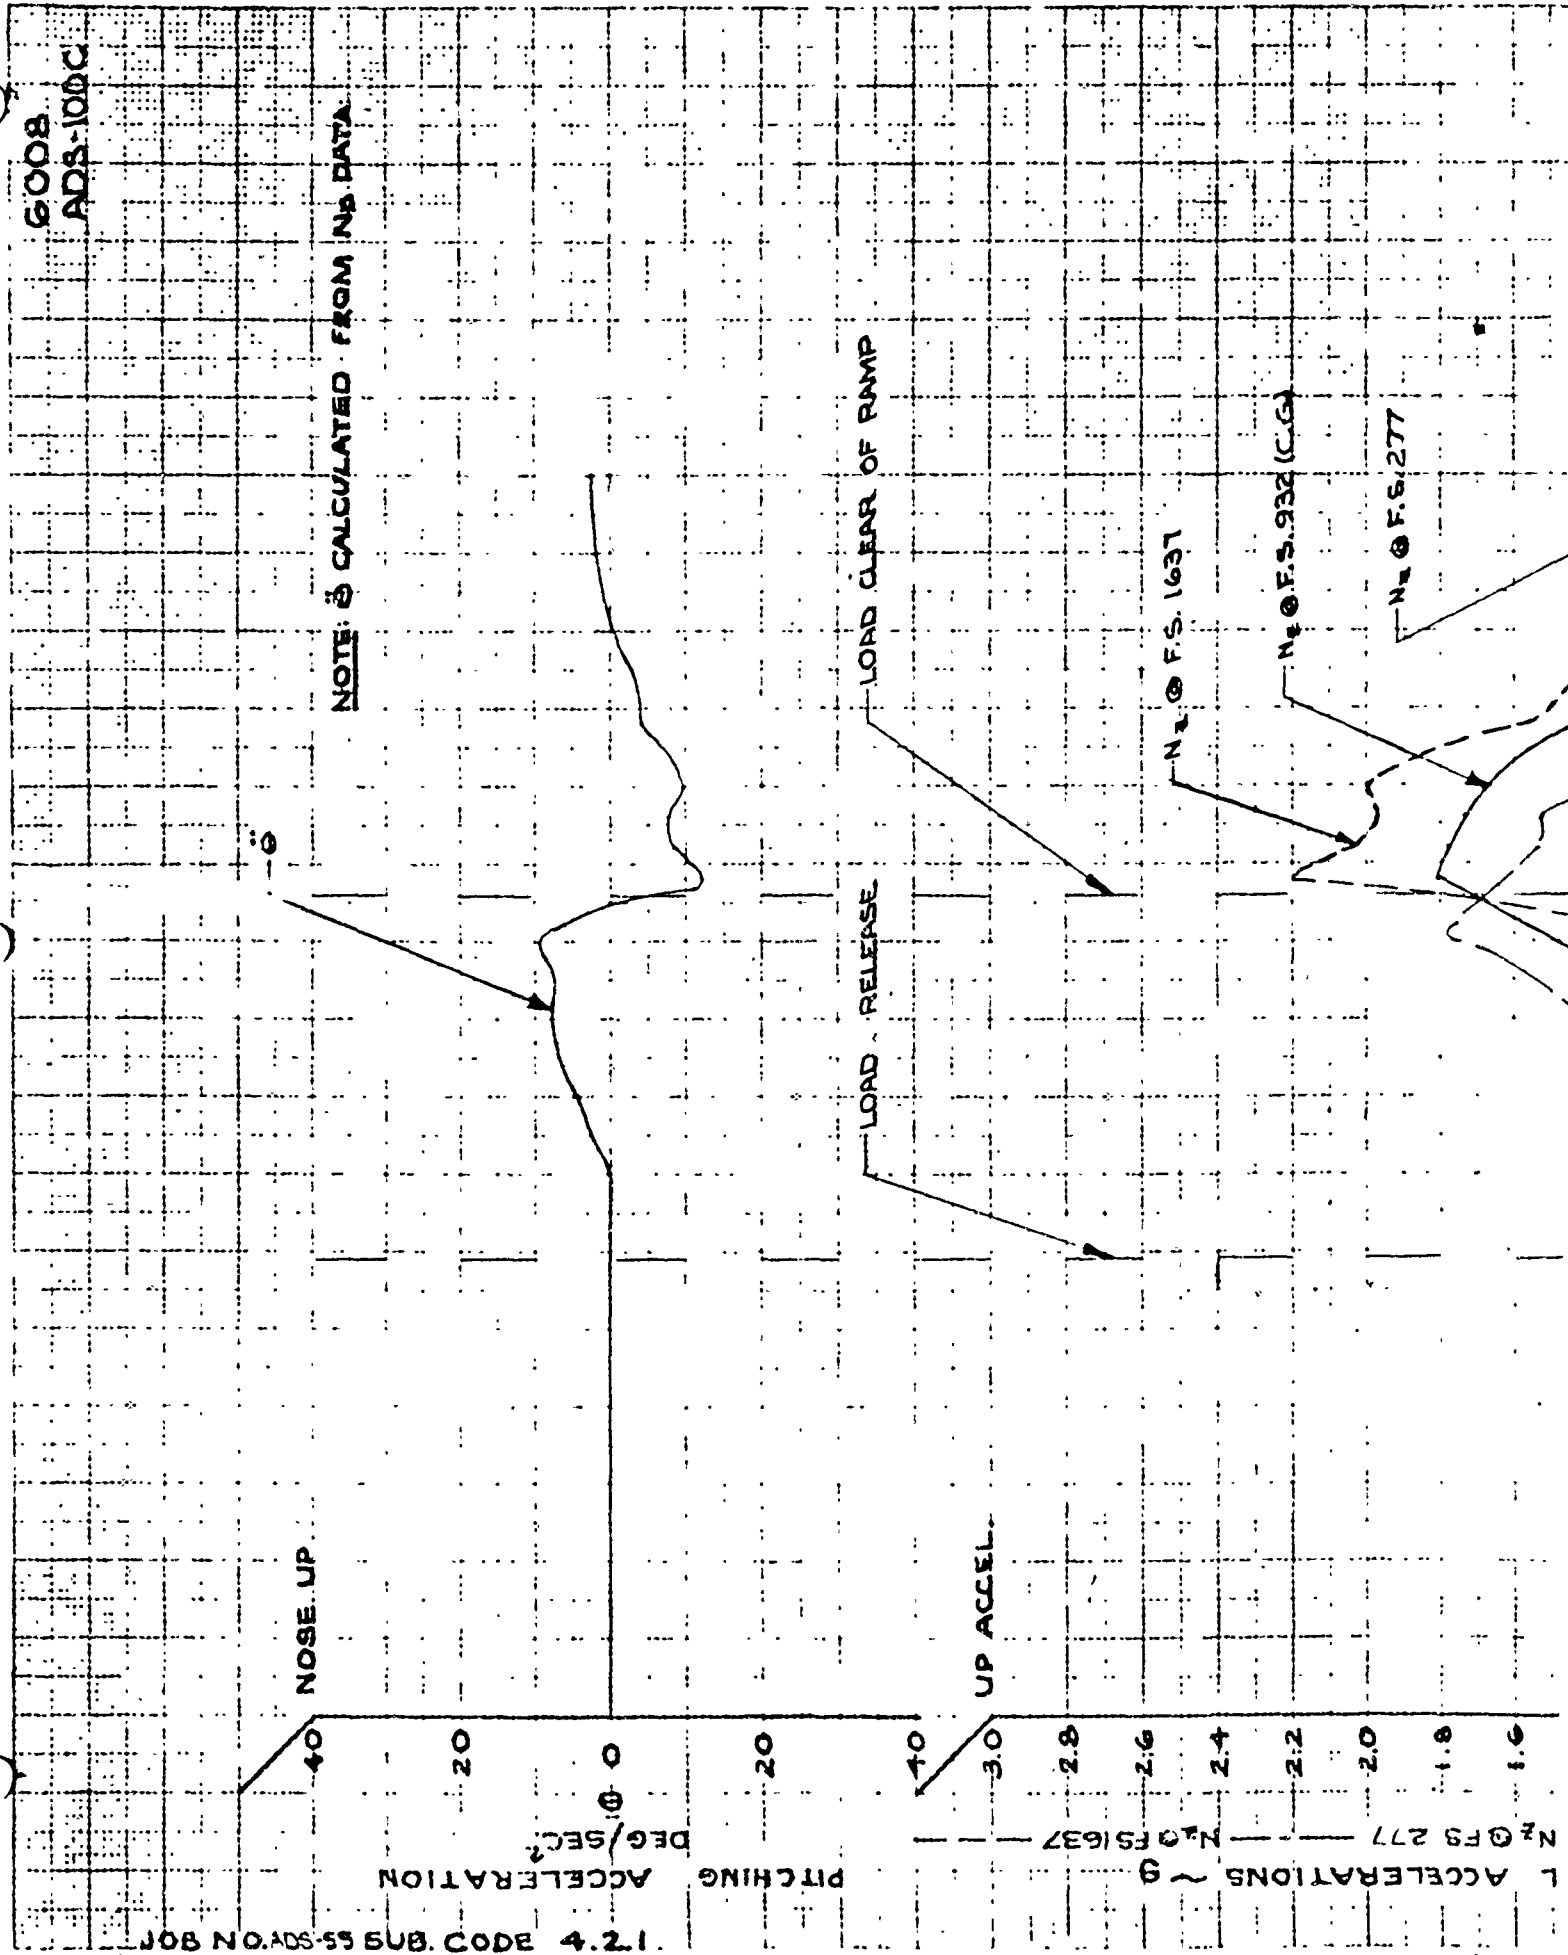 6008
ADS-100C
NOTE: Θ̈ CALCULATED FROM Nz DATA
Θ̈
NOSE UP
40
20
0
20
40
Θ̈
PITCHING ACCELERATION
DEG/SEC²
LOAD CLEAR OF RAMP
LOAD RELEASE
Nz @ F.S. 1637
Nz @ F.S. 932 (C.G)
Nz @ F.S. 277
UP ACCEL.
3.0
2.8
2.6
2.4
2.2
2.0
1.8
1.6
L ACCELERATIONS ~ g
Nz @ FS 277
Nz @ FS1637
JOB NO. ADS-55 SUB. CODE 4.2.1